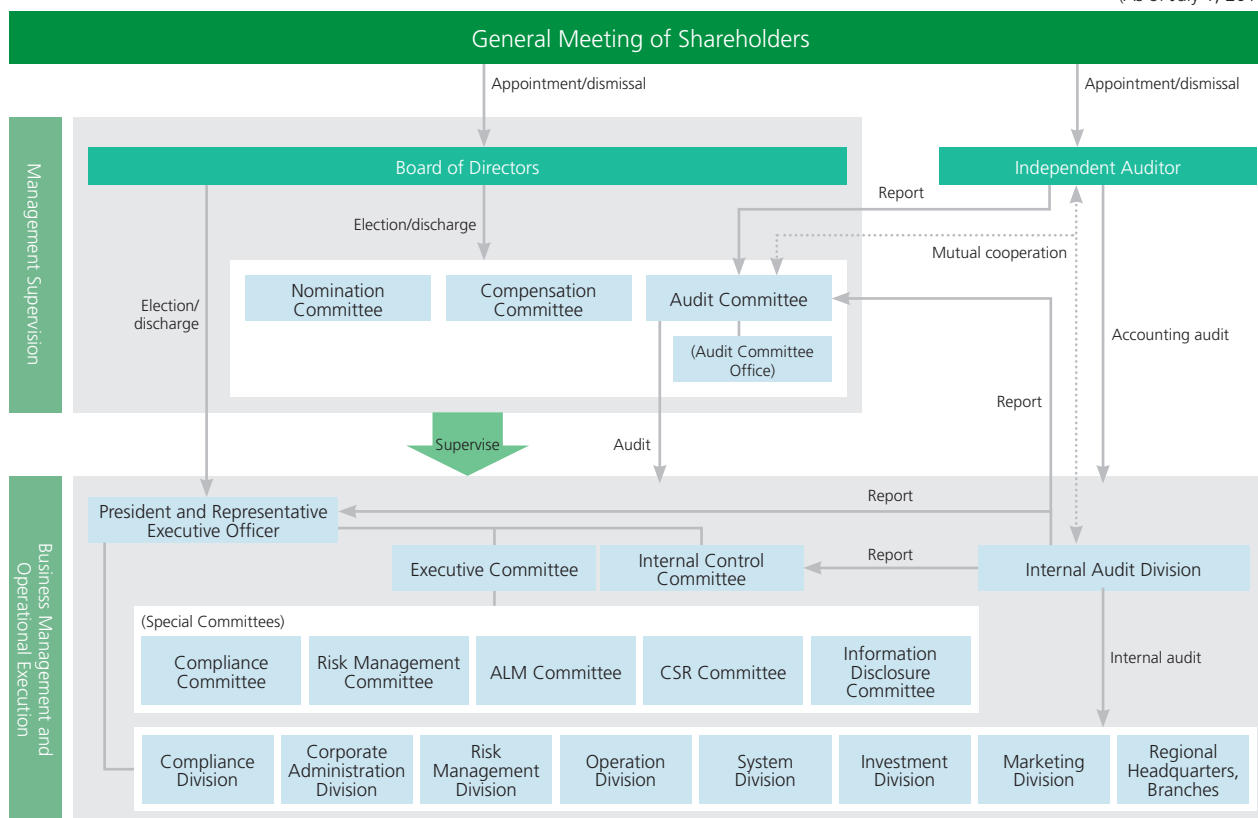 General Meeting of Shareholders
Appointment/dismissal
Appointment/dismissal
Management Supervision
Board of Directors
Independent Auditor
Report
Election/discharge
Mutual cooperation
Nomination
Committee
Compensation
Committee
Audit Committee
Election/
discharge
(Audit Committee
Office)
Accounting audit
Report
Supervise
Audit
Business Management and
Operational Execution
President and Representative
Executive Officer
Report
Executive Committee
Internal Control
Committee
Report
Internal Audit Division
(Special Committees)
Compliance
Committee
Risk Management
Committee
ALM Committee
CSR Committee
Information
Disclosure
Committee
Internal audit
Compliance
Division
Corporate
Administration
Division
Risk
Management
Division
Operation
Division
System
Division
Investment
Division
Marketing
Division
Regional
Headquarters,
Branches